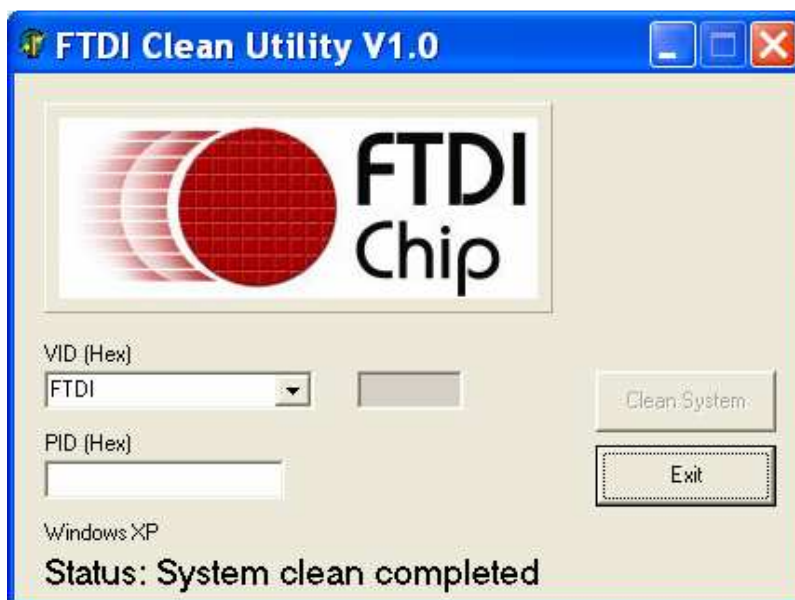 FTDI Clean Utility V1.0
FTDI
Chip
VID (Hex)
FTDI
Clean System
PID (Hex)
Exit
Windows XP
Status: System clean completed